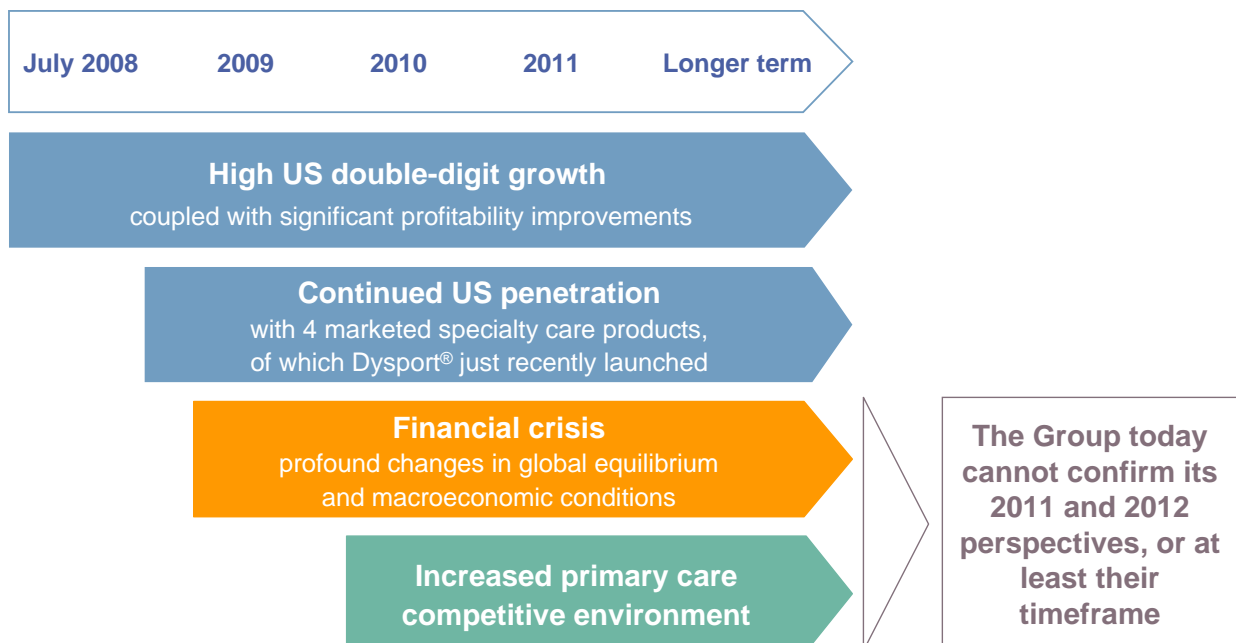 July 2008 2009 2010 2011 Longer term
High US double-digit growth
coupled with significant profitability improvements
Continued US penetration
with 4 marketed specialty care products,
of which Dysport® just recently launched
Financial crisis
profound changes in global equilibrium
and macroeconomic conditions
Increased primary care
competitive environment
The Group today
cannot confirm its
2011 and 2012
perspectives, or at
least their
timeframe